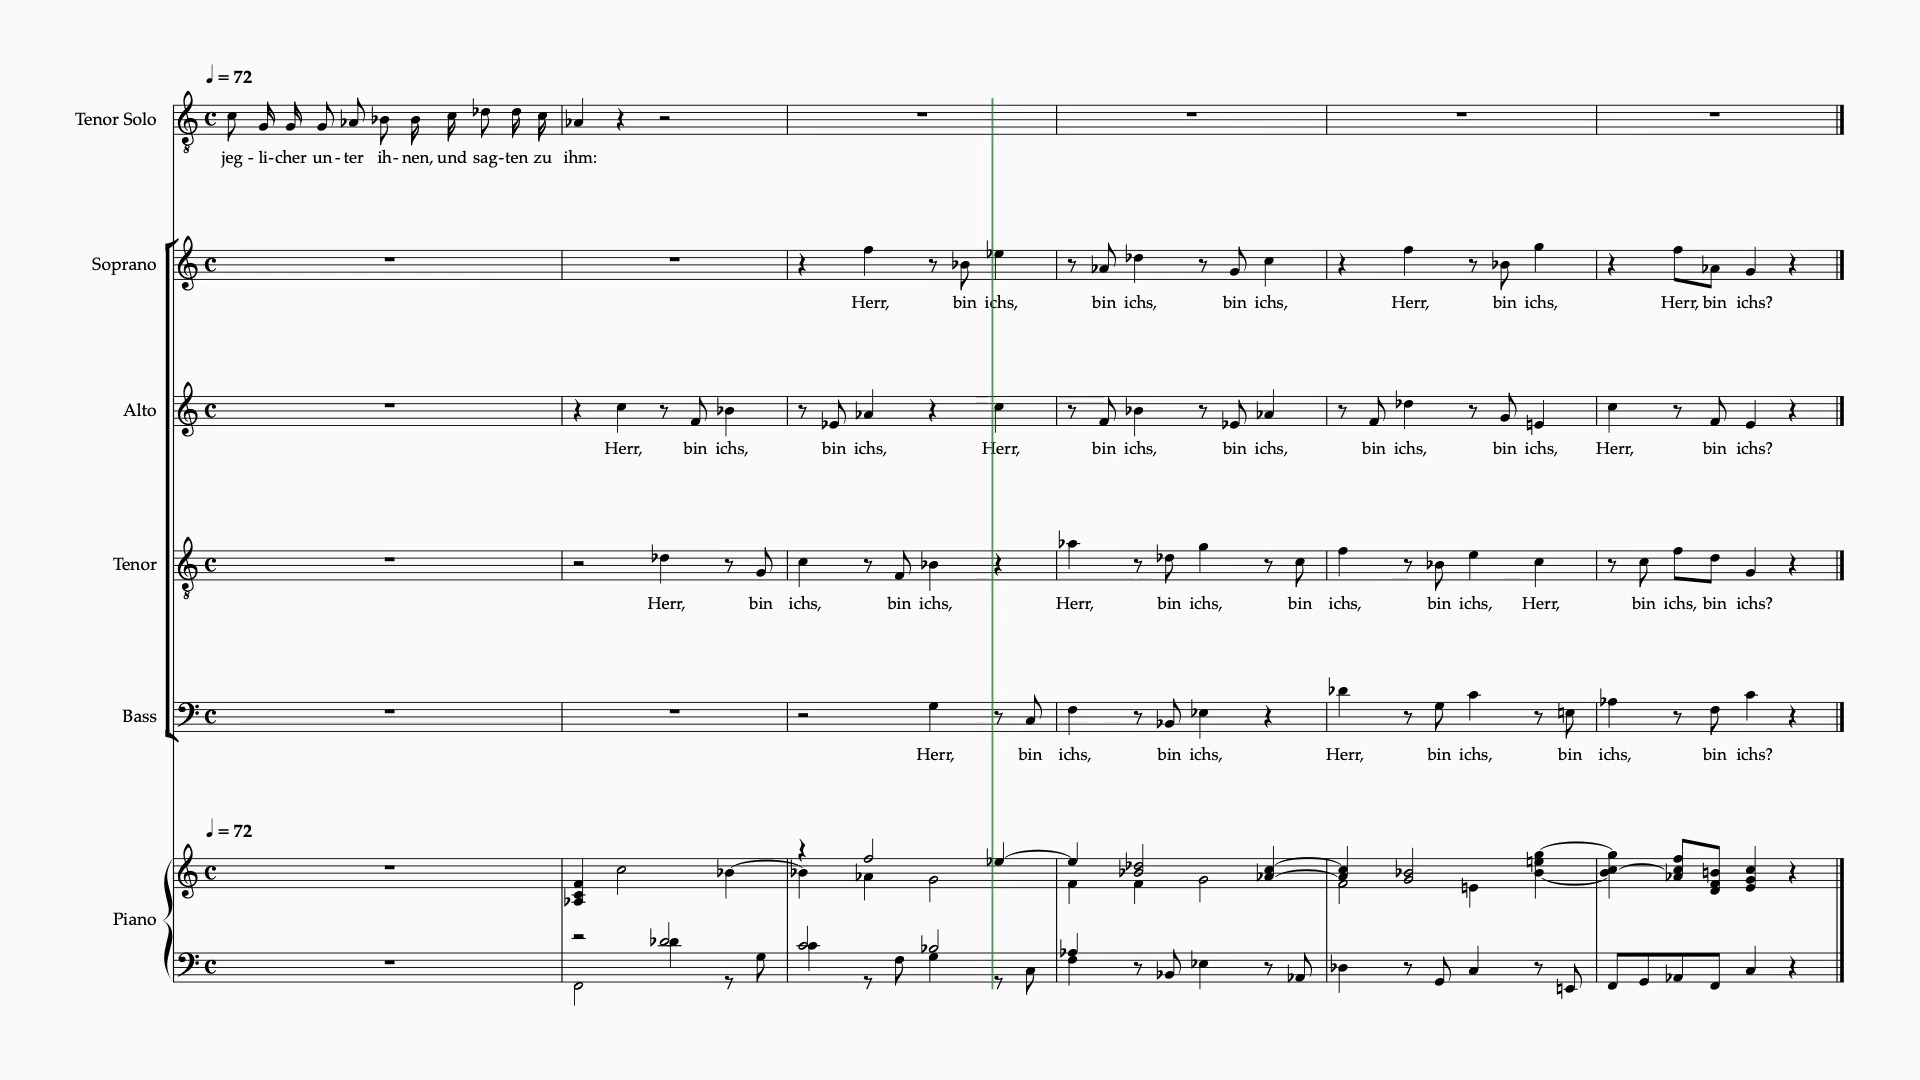 ♩ = 72
Tenor Solo
jeg - li-cher un-ter ih-nen, und sag-ten zu ihm:
Soprano
Herr, bin ichs, bin ichs, bin ichs, Herr, bin ichs, Herr, bin ichs?
Alto
Herr, bin ichs, bin ichs, Herr, bin ichs, bin ichs, bin ichs, bin ichs, Herr, bin ichs?
Tenor
Herr, bin ichs, bin ichs, Herr, bin ichs, bin ichs, bin ichs, Herr, bin ichs, bin ichs?
Bass
Herr, bin ichs, bin ichs, Herr, bin ichs, bin ichs, bin ichs?
♩ = 72
Piano